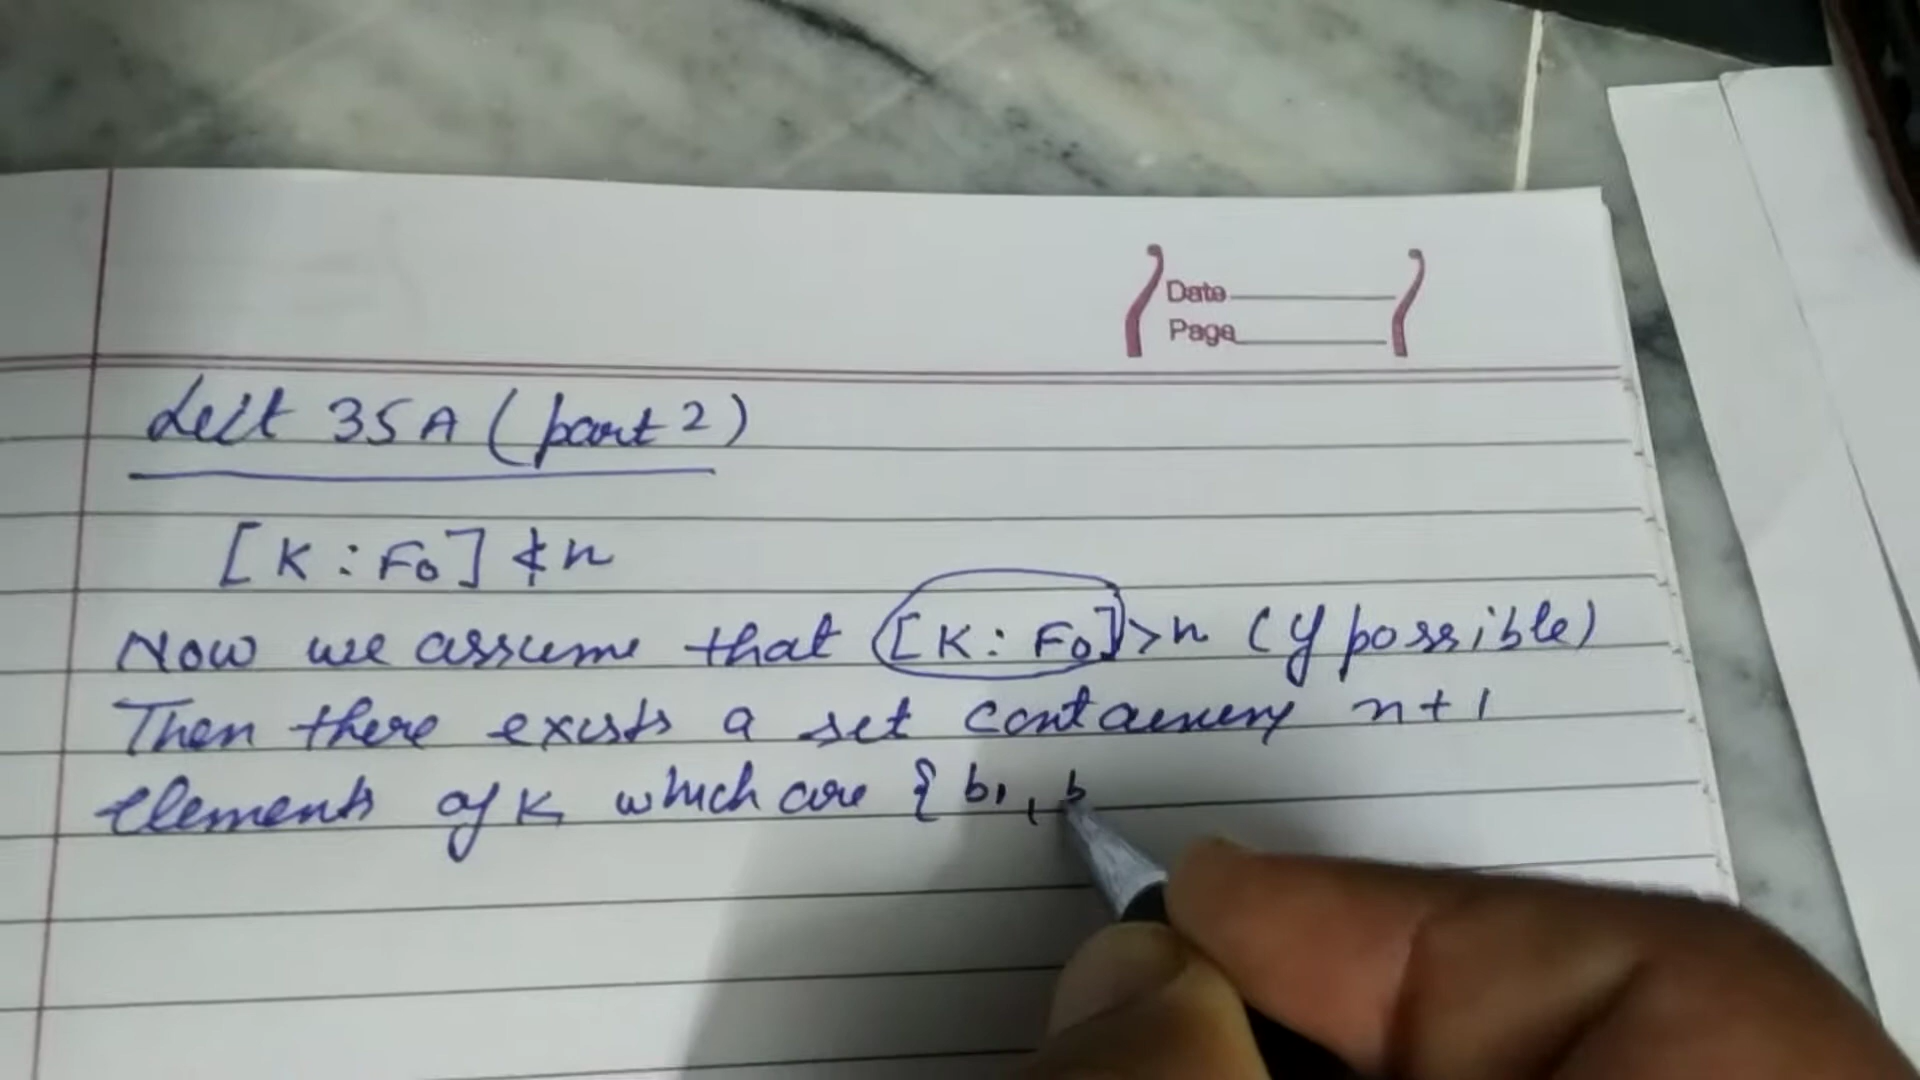 Date
Page
Lect 35A (part 2)
[K : F₀] ≮ n
Now we assume that [K : F₀] > n (if possible)
Then there exists a set containing n+1
elements of K which are { b₁, b